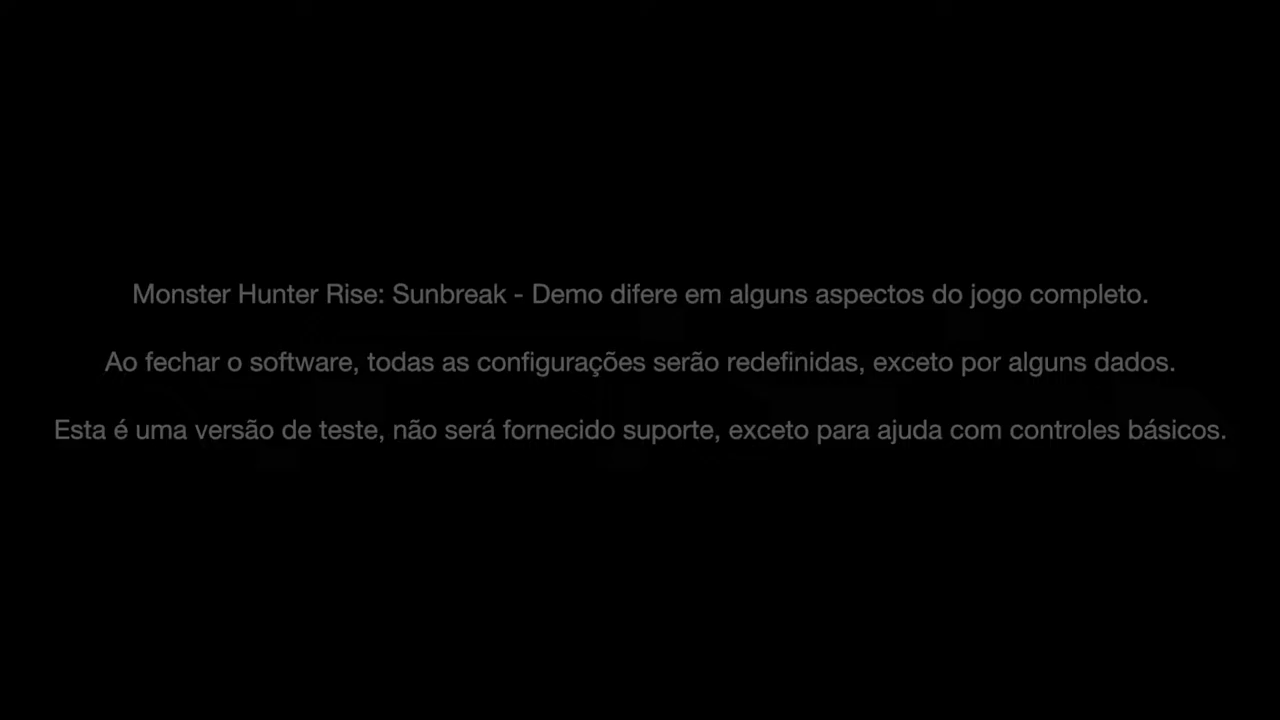 Monster Hunter Rise: Sunbreak - Demo difere em alguns aspectos do jogo completo.
Ao fechar o software, todas as configurações serão redefinidas, exceto por alguns dados.
Esta é uma versão de teste, não será fornecido suporte, exceto para ajuda com controles básicos.